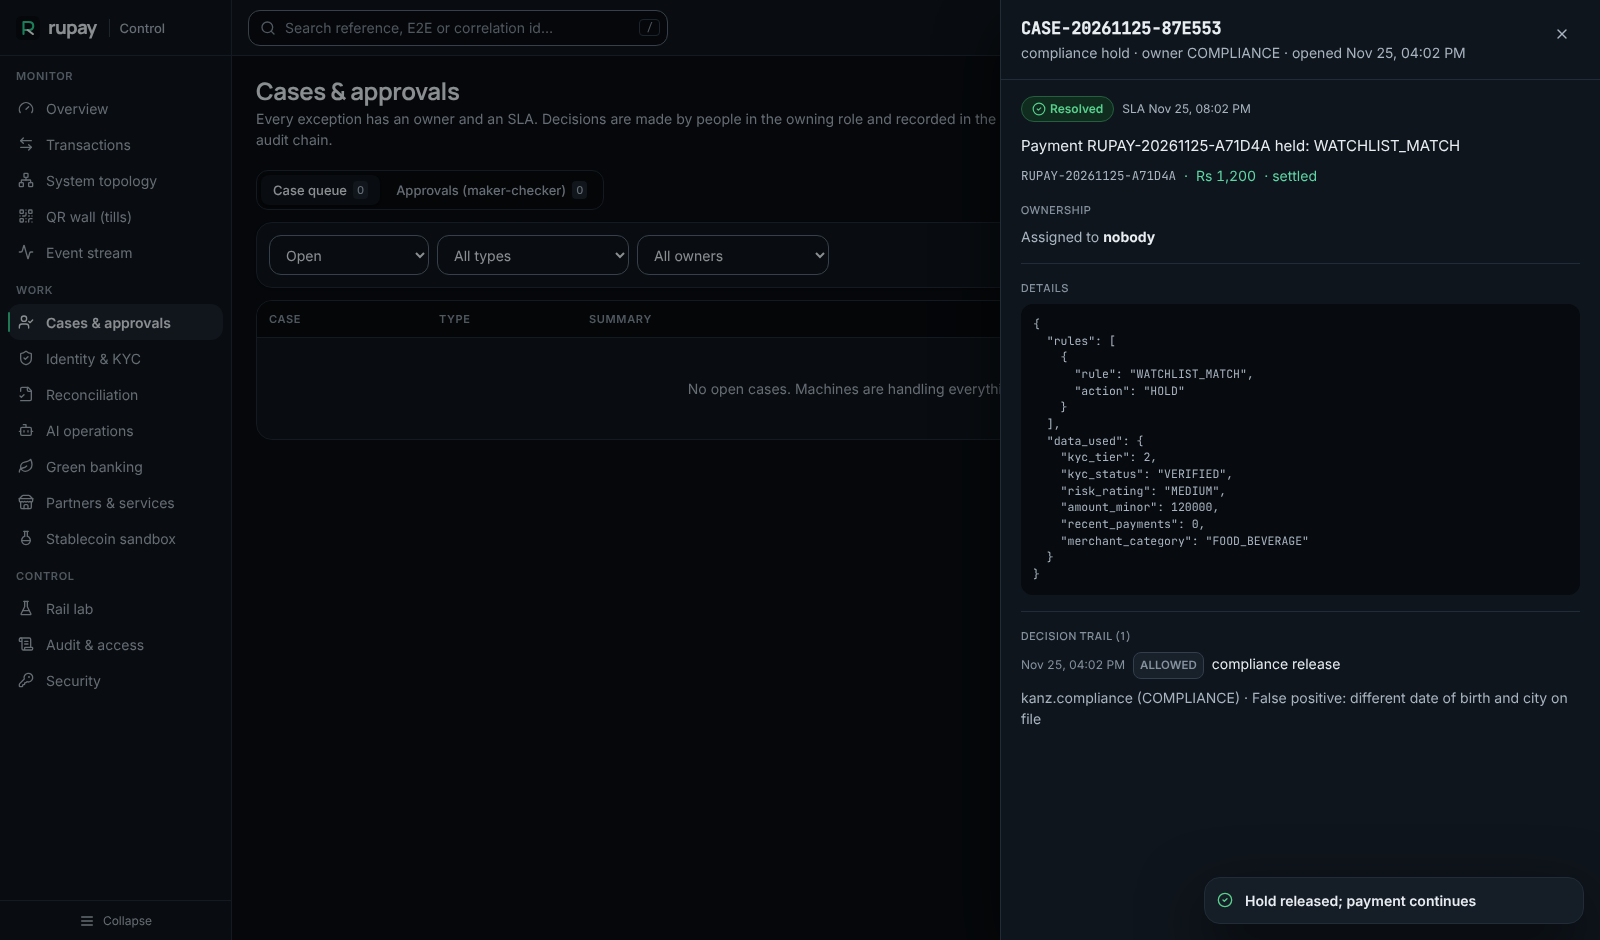 rupay Control
Search reference, E2E or correlation id... /
MONITOR
Overview
Transactions
System topology
QR wall (tills)
Event stream
WORK
Cases & approvals
Identity & KYC
Reconciliation
AI operations
Green banking
Partners & services
Stablecoin sandbox
CONTROL
Rail lab
Audit & access
Security
Collapse
Cases & approvals
Every exception has an owner and an SLA. Decisions are made by people in the owning role and recorded in the
audit chain.
Case queue 0 Approvals (maker-checker) 0
Open All types All owners
CASE TYPE SUMMARY
No open cases. Machines are handling
CASE-20261125-87E553
compliance hold · owner COMPLIANCE · opened Nov 25, 04:02 PM
Resolved SLA Nov 25, 08:02 PM
Payment RUPAY-20261125-A71D4A held: WATCHLIST_MATCH
RUPAY-20261125-A71D4A · Rs 1,200 · settled
OWNERSHIP
Assigned to nobody
DETAILS
{
"rules": [
{
"rule": "WATCHLIST_MATCH",
"action": "HOLD"
}
],
"data_used": {
"kyc_tier": 2,
"kyc_status": "VERIFIED",
"risk_rating": "MEDIUM",
"amount_minor": 120000,
"recent_payments": 0,
"merchant_category": "FOOD_BEVERAGE"
}
}
DECISION TRAIL (1)
Nov 25, 04:02 PM ALLOWED compliance release
kanz.compliance (COMPLIANCE) · False positive: different date of birth and city on
file
Hold released; payment continues